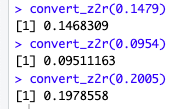 > convert_z2r(0.1479)
[1] 0.1468309
> convert_z2r(0.0954)
[1] 0.09511163
> convert_z2r(0.2005)
[1] 0.1978558